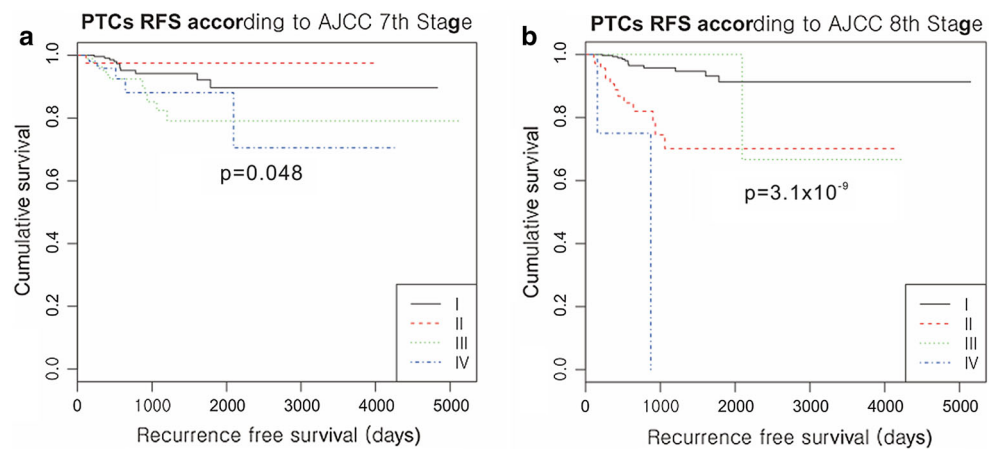 a
PTCs RFS according to AJCC 7th Stage
Cumulative survival
1.0
0.8
0.6
0.4
0.2
0.0
p=0.048
I
II
III
IV
0 1000 2000 3000 4000 5000
Recurrence free survival (days)
b
PTCs RFS according to AJCC 8th Stage
Cumulative survival
1.0
0.8
0.6
0.4
0.2
0.0
p=3.1x10⁻⁹
I
II
III
IV
0 1000 2000 3000 4000 5000
Recurrence free survival (days)